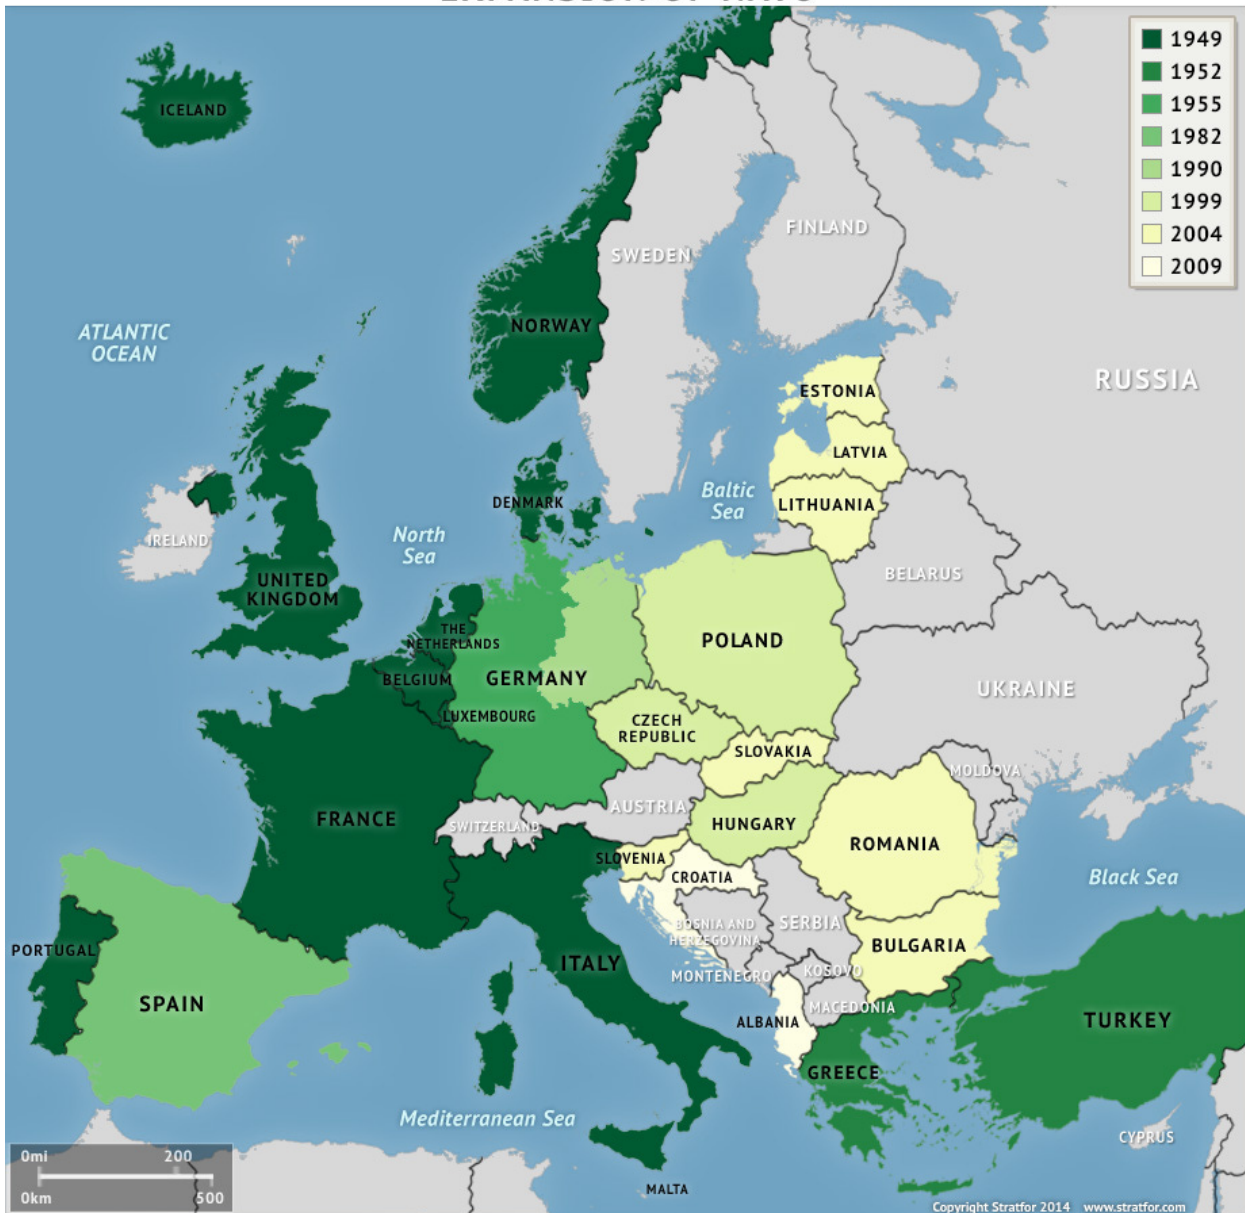 1949
1952
1955
1982
1990
1999
2004
2009
ICELAND
SWEDEN
FINLAND
NORWAY
ATLANTIC
OCEAN
RUSSIA
ESTONIA
LATVIA
LITHUANIA
Baltic
Sea
DENMARK
North
Sea
IRELAND
UNITED
KINGDOM
BELARUS
THE
NETHERLANDS
POLAND
BELGIUM
GERMANY
UKRAINE
LUXEMBOURG
CZECH
REPUBLIC
SLOVAKIA
MOLDOVA
AUSTRIA
FRANCE
SWITZERLAND
HUNGARY
ROMANIA
SLOVENIA
CROATIA
Black Sea
BOSNIA AND
HERZEGOVINA
SERBIA
BULGARIA
PORTUGAL
ITALY
MONTENEGRO
KOSOVO
SPAIN
MACEDONIA
ALBANIA
TURKEY
GREECE
Mediterranean Sea
CYPRUS
MALTA
0mi 200
0km 500
Copyright Stratfor 2014 www.stratfor.com